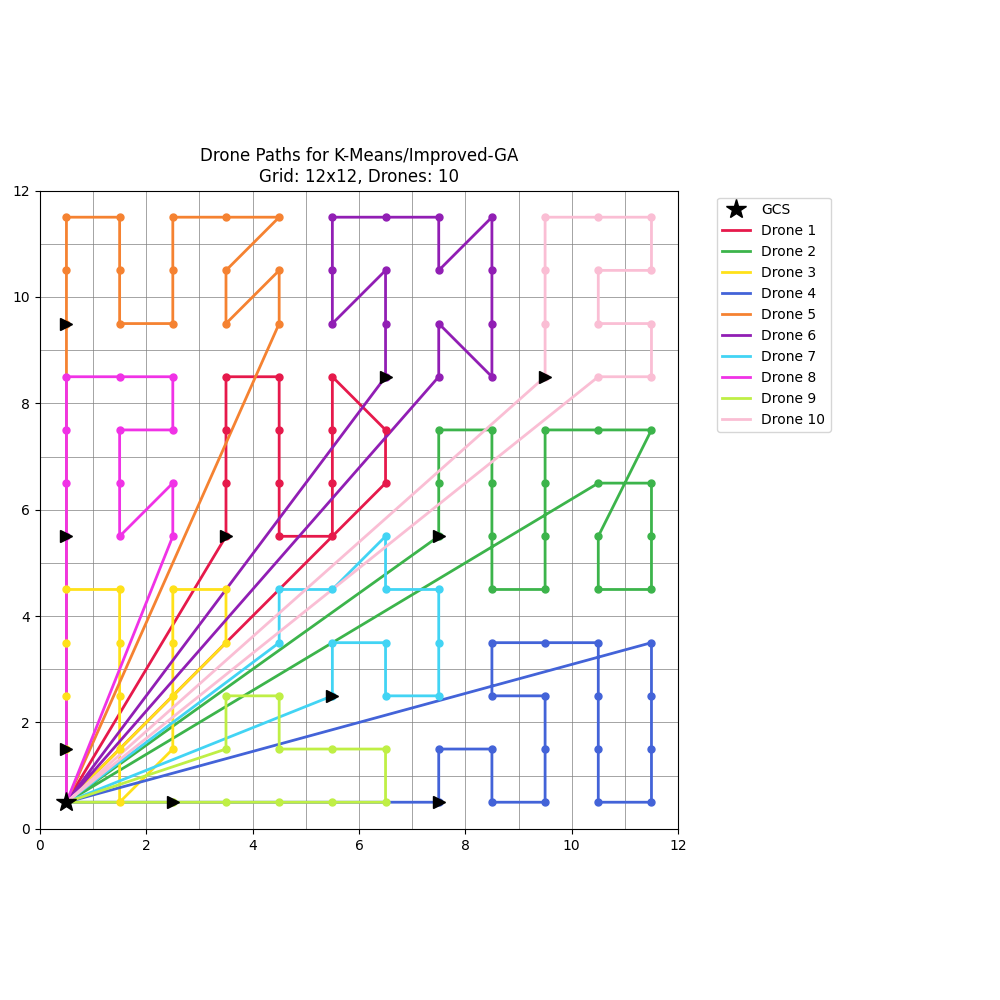 Drone Paths for K-Means/Improved-GA
Grid: 12x12, Drones: 10
12
10
8
6
4
2
0
0 2 4 6 8 10 12
GCS
Drone 1
Drone 2
Drone 3
Drone 4
Drone 5
Drone 6
Drone 7
Drone 8
Drone 9
Drone 10